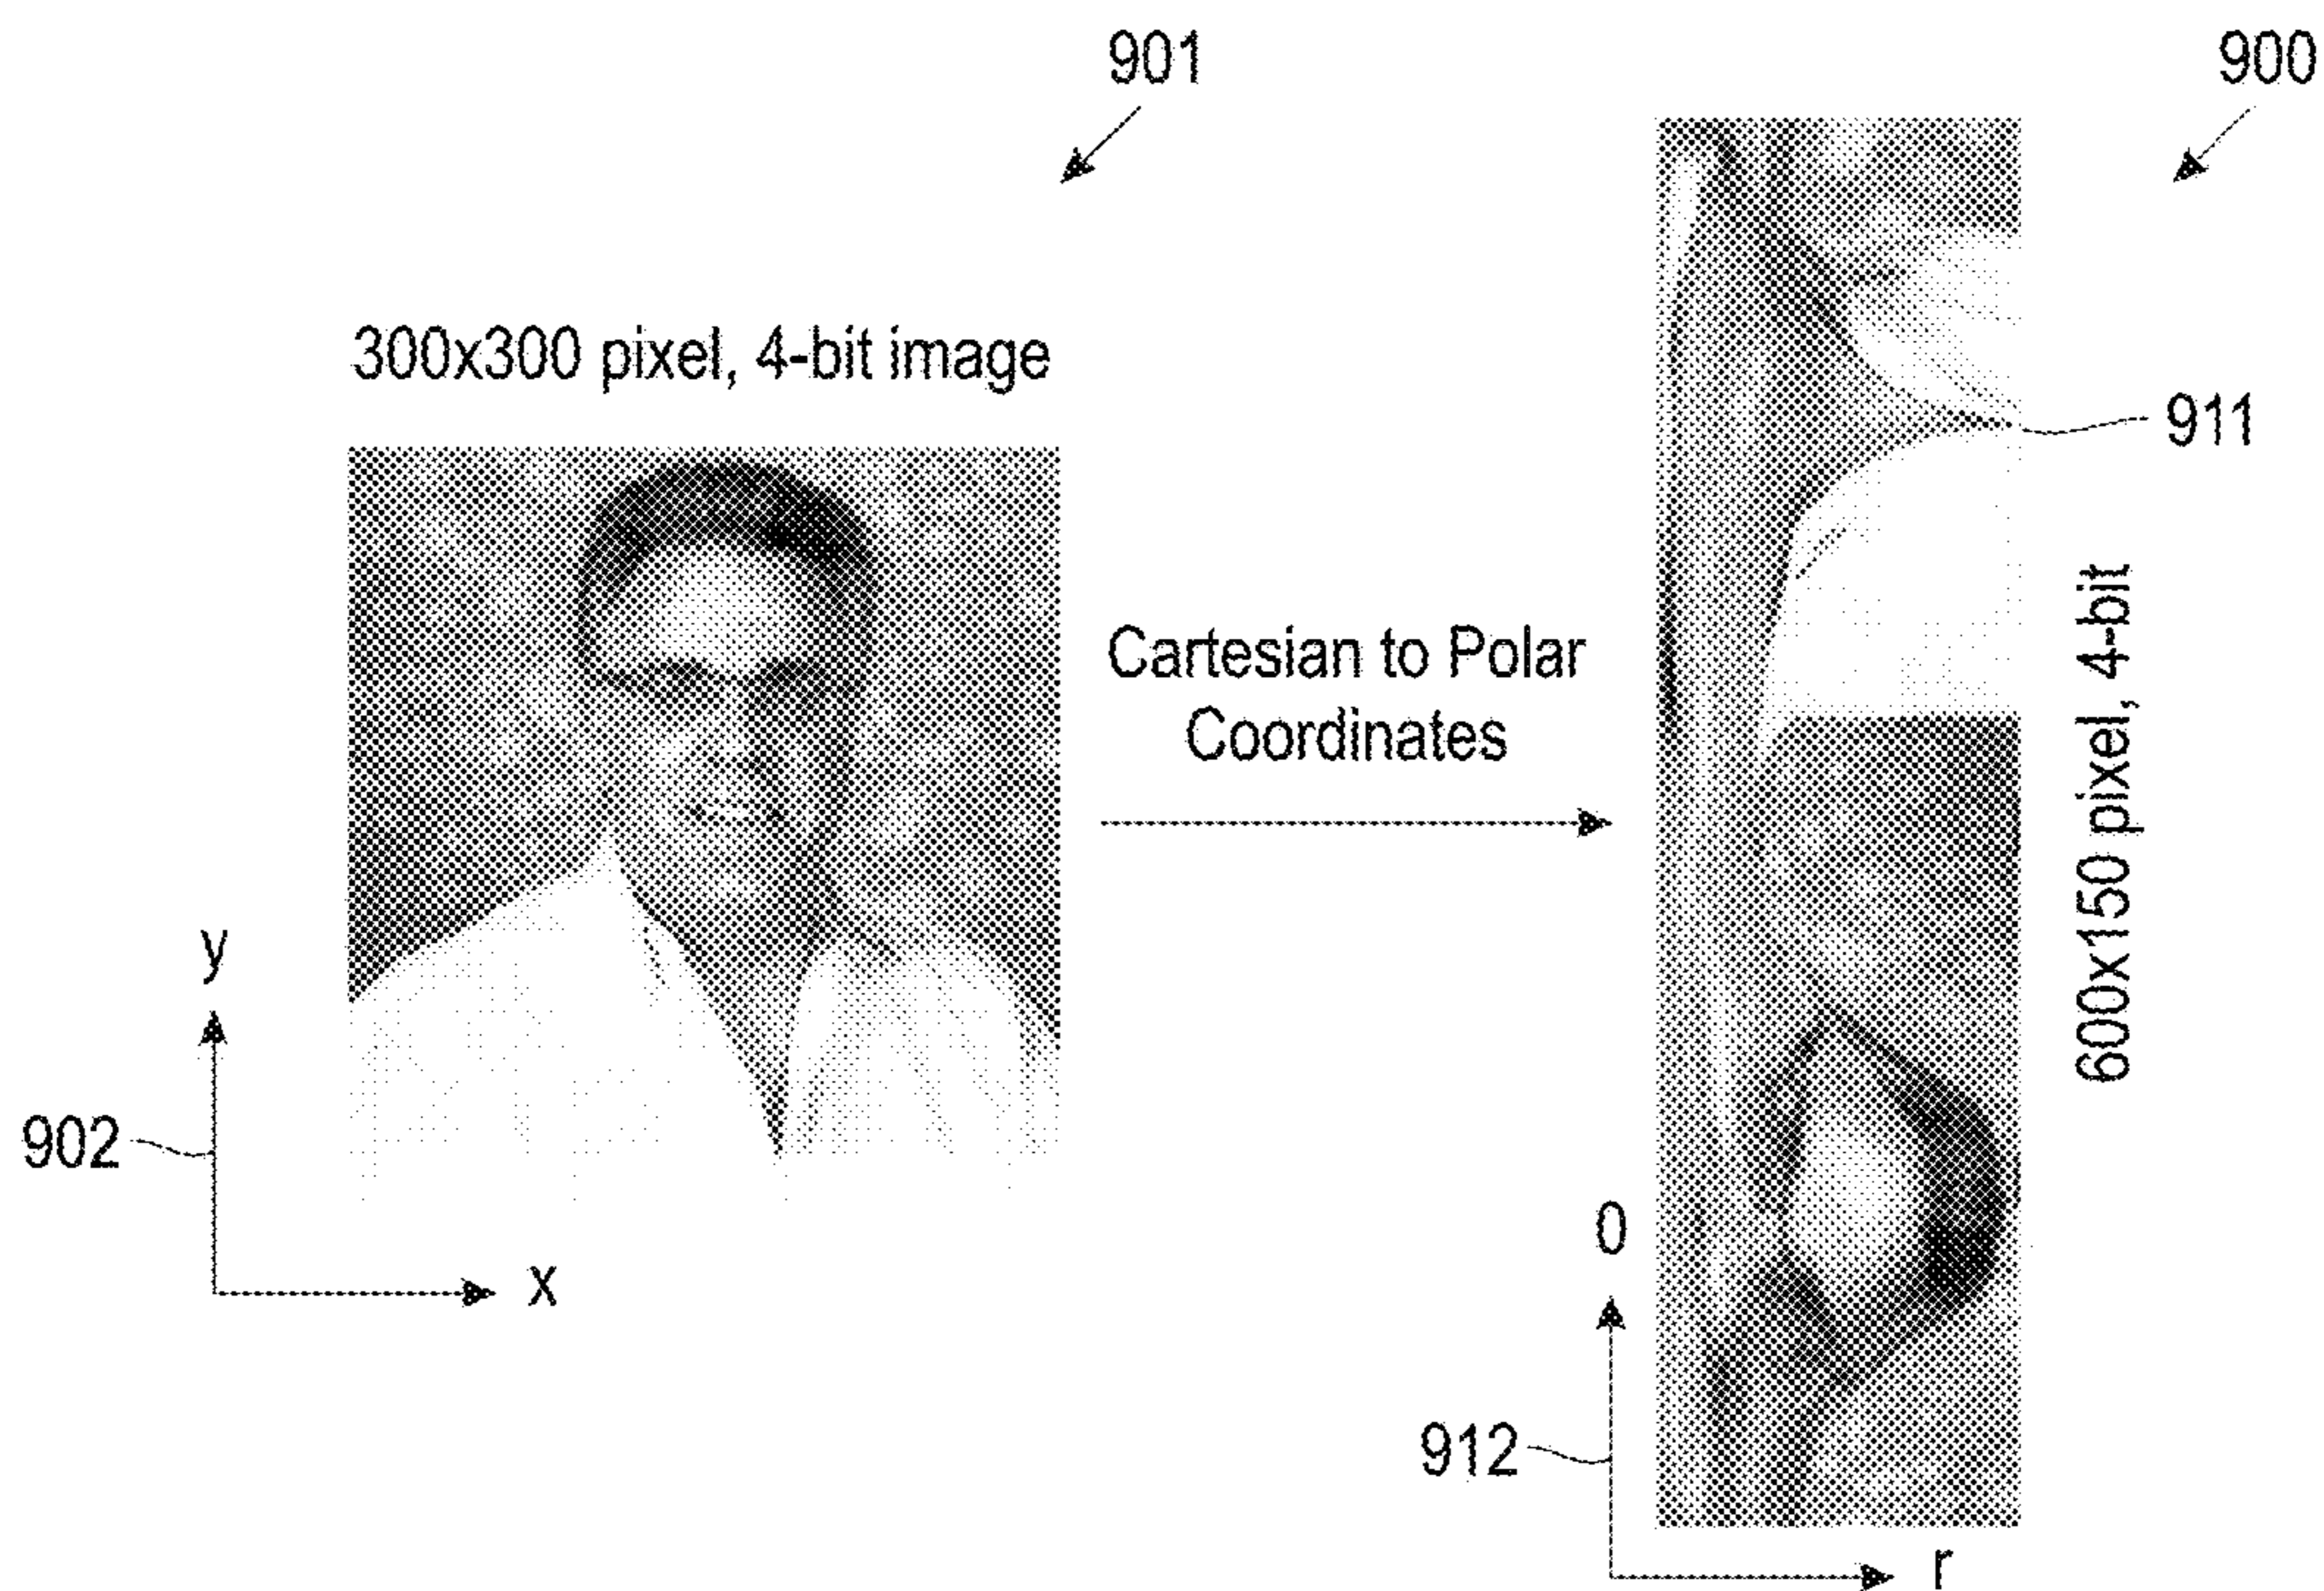 901
900
300x300 pixel, 4-bit image
911
Cartesian to Polar
Coordinates
600x150 pixel, 4-bit
y
902
x
0
912
r